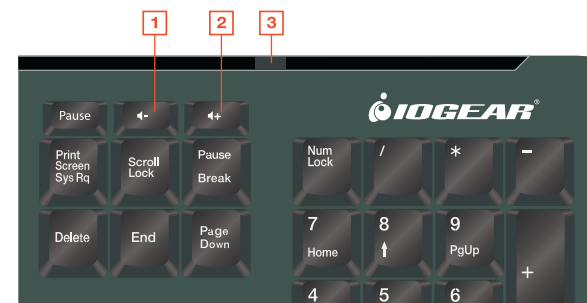 1 2 3
IOGEAR®
Pause 🔈- 🔈+
Print
Screen
Sys Rq
Scroll
Lock
Pause
Break
Num
Lock
/
*
-
Delete
End
Page
Down
7
Home
8
↑
9
PgUp
+
4 5 6